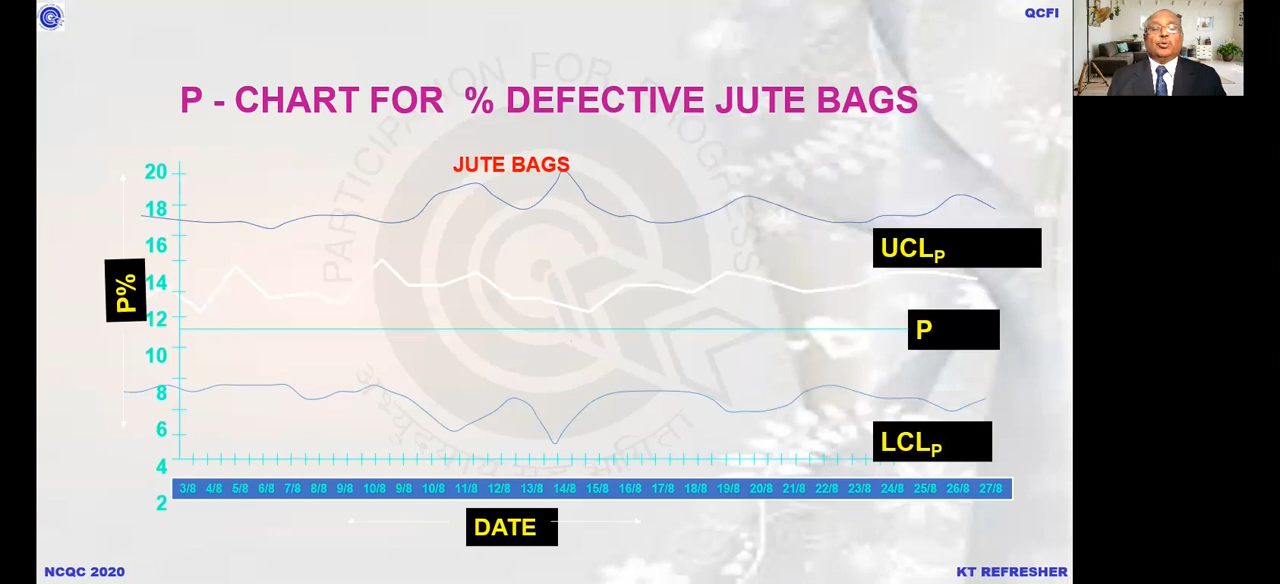 QCFI
P - CHART FOR % DEFECTIVE JUTE BAGS
PARTICIPATION FOR PROGRESS
JUTE BAGS
20
18
16
14
12
10
8
6
4
2
P%
UCLP
P
LCLP
3/8 4/8 5/8 6/8 7/8 8/8 9/8 10/8 9/8 10/8 11/8 12/8 13/8 14/8 15/8 16/8 17/8 18/8 19/8 20/8 21/8 22/8 23/8 24/8 25/8 26/8 27/8
DATE
NCQC 2020
KT REFRESHER